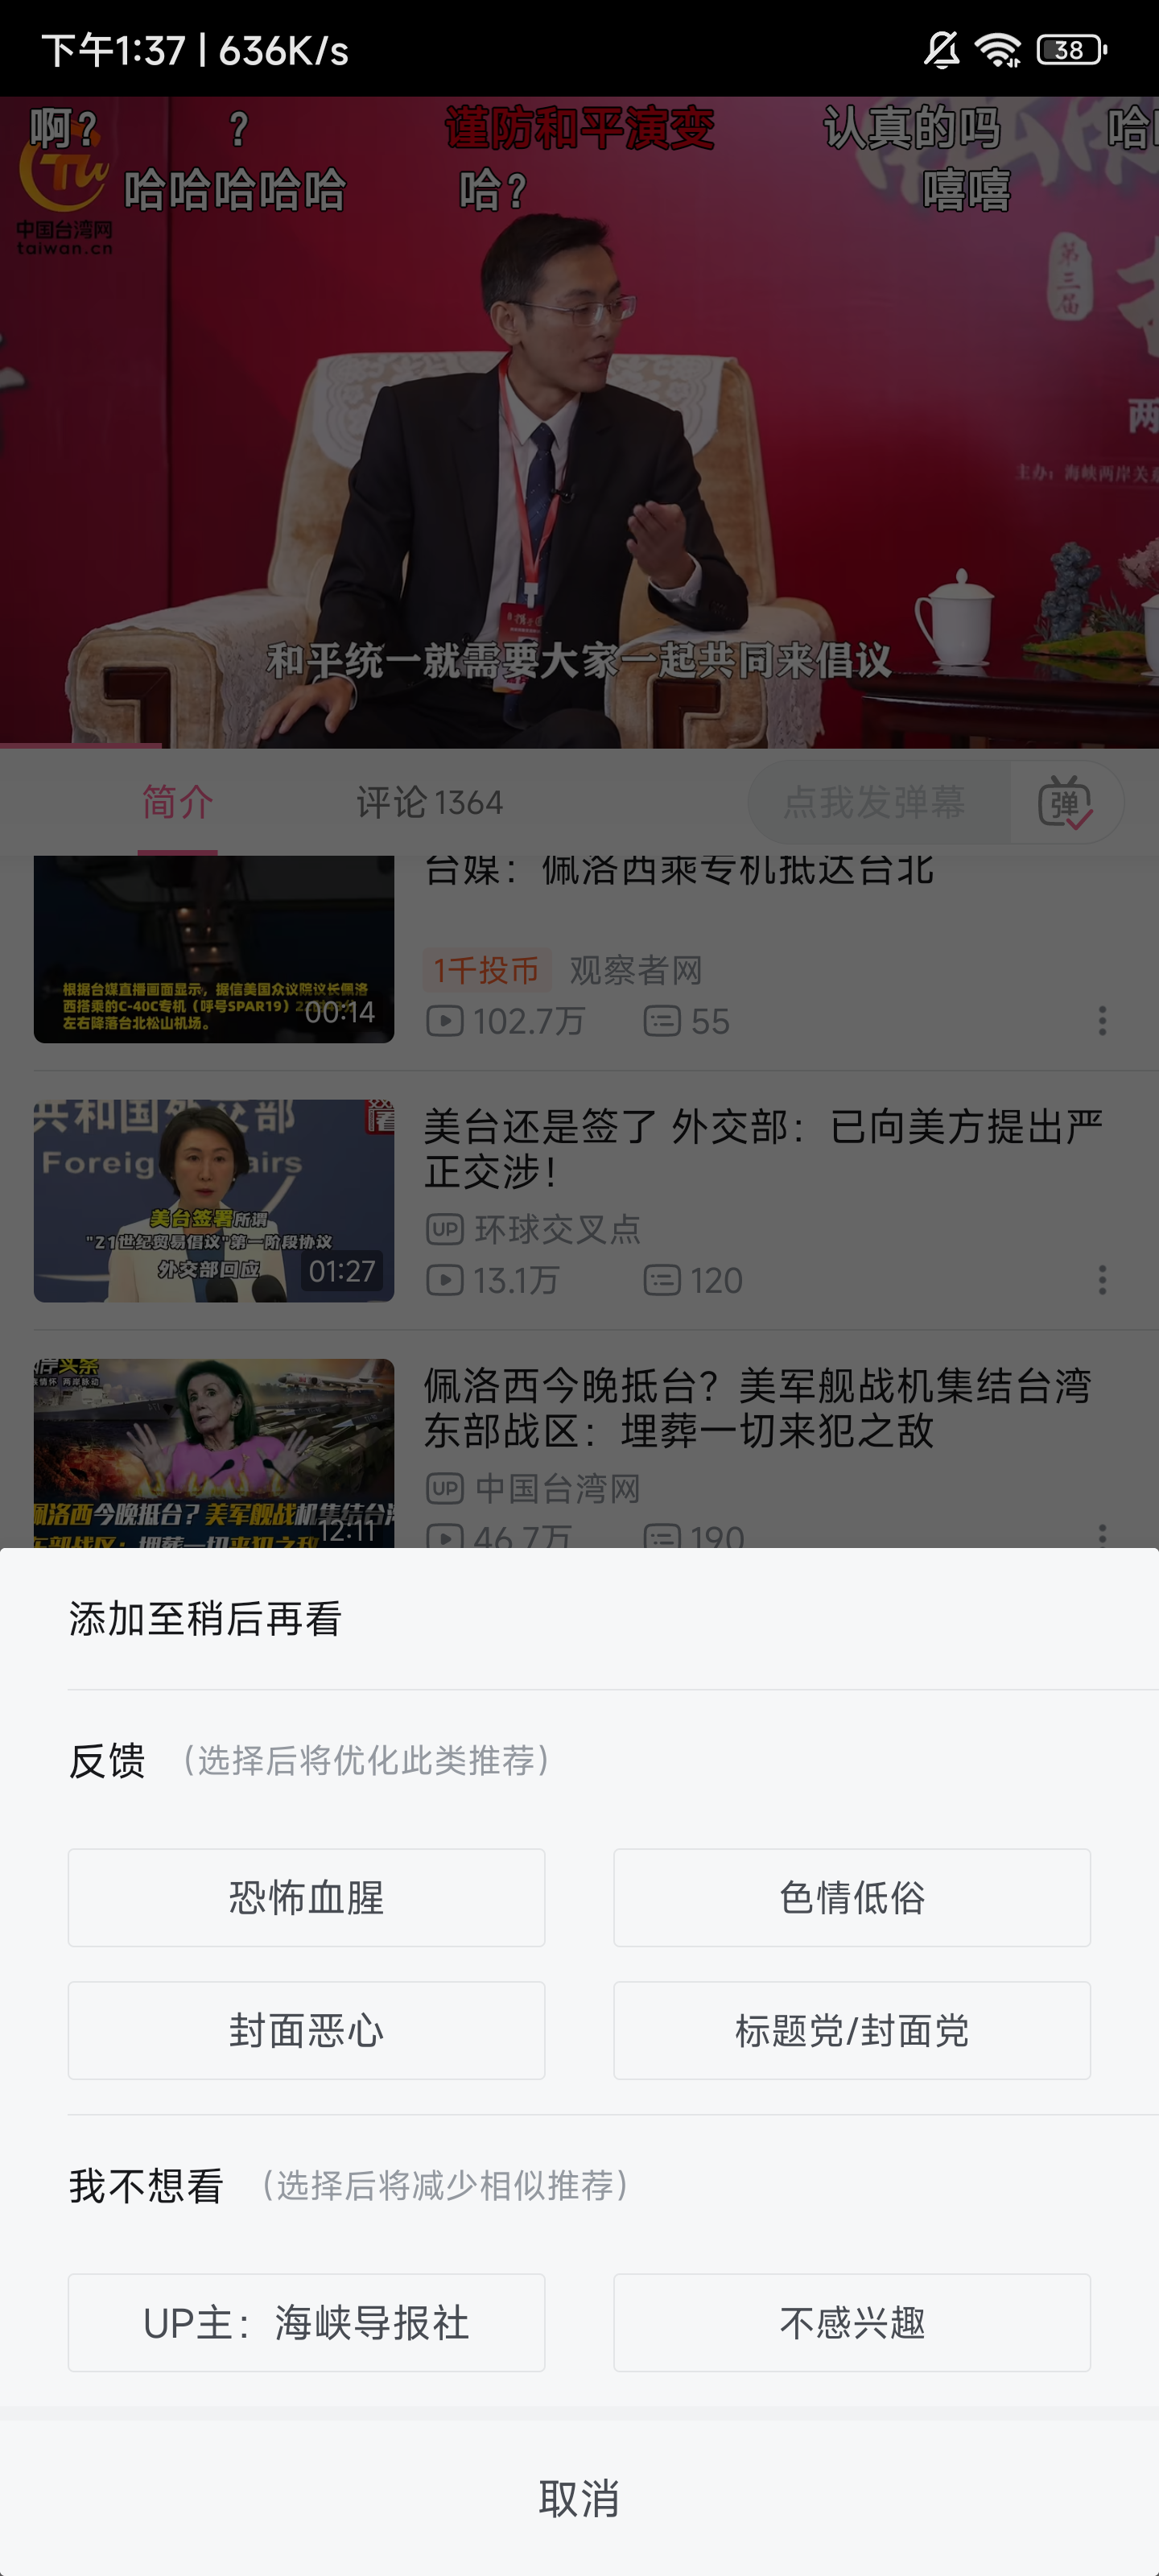 下午1:37 | 636K/s
38
啊？
？
谨防和平演变
认真的吗
哈哈哈哈哈
哈？
嘻嘻
中国台湾网
taiwan.cn
第三届
两
主办：海峡两岸关系
和平统一就需要大家一起共同来倡议
简介
评论 1364
点我发弹幕
弹
台媒：佩洛西乘专机抵达台北
根据台媒直播画面显示，据信美国众议院议长佩洛
西搭乘的C-40C专机（呼号SPAR19）
左右降落台北松山机场。
00:14
1千投币 观察者网
102.7万 55
共和国外交部
Foreig airs
美台签署所谓
"21世纪贸易倡议"第一阶段协议
外交部回应
01:27
美台还是签了 外交部：已向美方提出严
正交涉！
UP 环球交叉点
13.1万 120
佩洛西今晚抵台？美军舰战机集结台湾
东部战区：埋葬一切来犯之敌
12:11
佩洛西今晚抵台？美军舰战机集结台湾
东部战区：埋葬一切来犯之敌
UP 中国台湾网
46.7万 190
添加至稍后再看
反馈 （选择后将优化此类推荐）
恐怖血腥
色情低俗
封面恶心
标题党/封面党
我不想看 （选择后将减少相似推荐）
UP主：海峡导报社
不感兴趣
取消